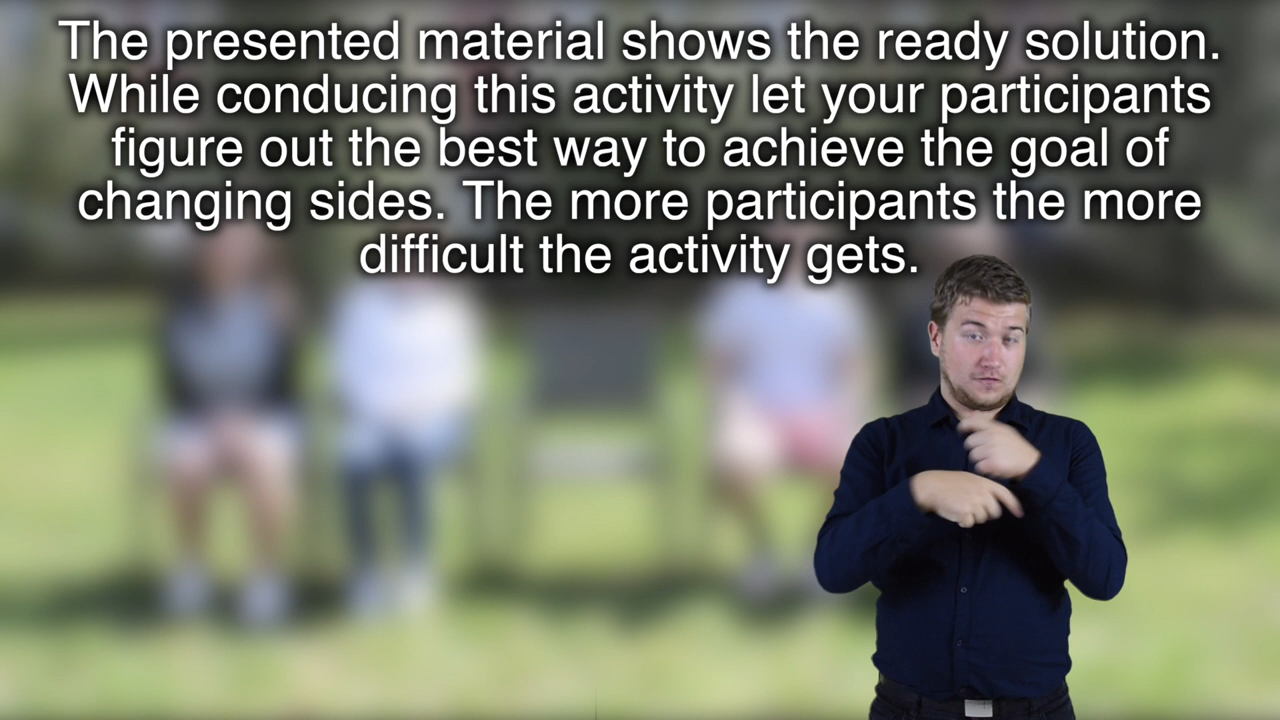 The presented material shows the ready solution.
While conducing this activity let your participants
figure out the best way to achieve the goal of
changing sides. The more participants the more
difficult the activity gets.